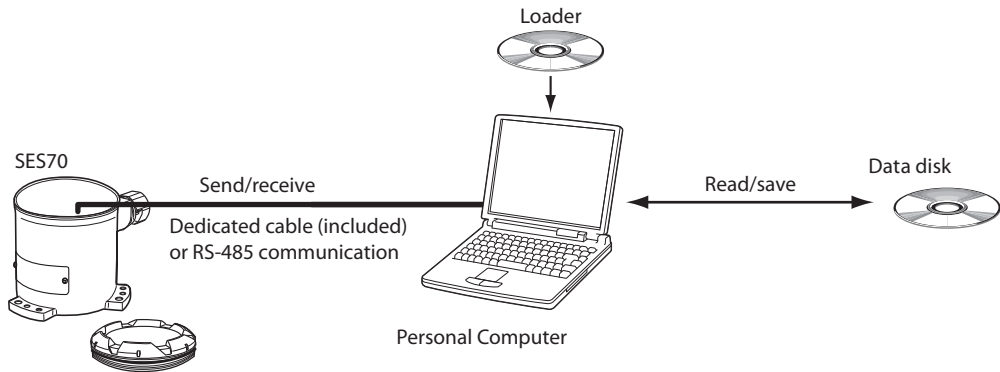 Loader
SES70
Send/receive
Dedicated cable (included)
or RS-485 communication
Read/save
Data disk
Personal Computer